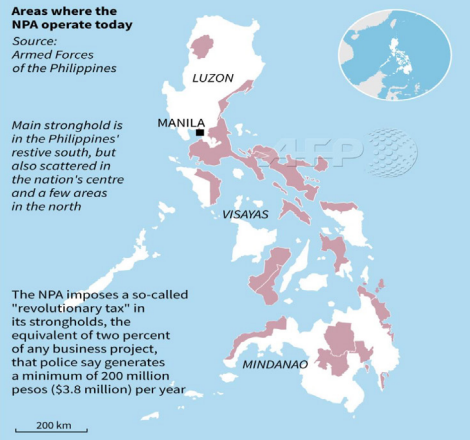 Areas where the
NPA operate today
Source:
Armed Forces
of the Philippines
LUZON
MANILA
AFP
Main stronghold is
in the Philippines'
restive south, but
also scattered in
the nation's centre
and a few areas
in the north
VISAYAS
The NPA imposes a so-called
"revolutionary tax" in
its strongholds, the
equivalent of two percent
of any business project,
that police say generates
a minimum of 200 million
pesos ($3.8 million) per year
MINDANAO
200 km